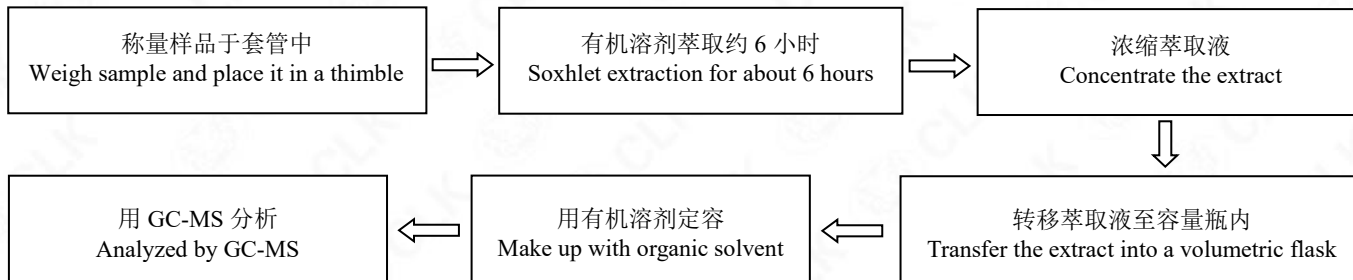 称量样品于套管中
Weigh sample and place it in a thimble
有机溶剂萃取约 6 小时
Soxhlet extraction for about 6 hours
浓缩萃取液
Concentrate the extract
转移萃取液至容量瓶内
Transfer the extract into a volumetric flask
用有机溶剂定容
Make up with organic solvent
用 GC-MS 分析
Analyzed by GC-MS
CLK